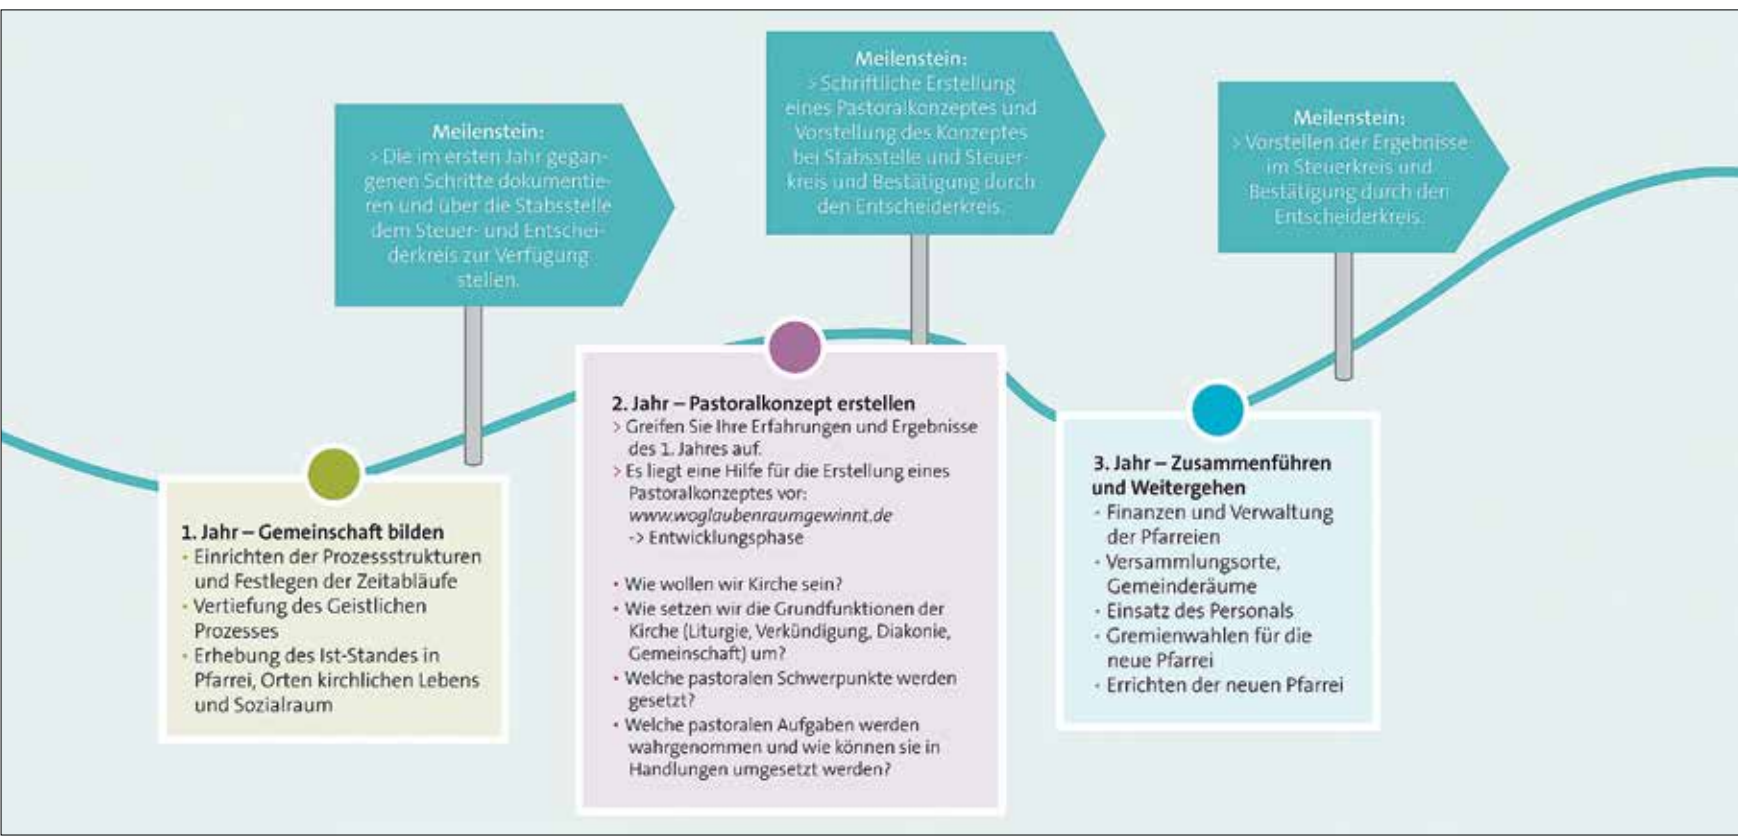 Meilenstein:
> Die im ersten Jahr gegan-
genen Schritte dokumentie-
ren und über die Stabsstelle
dem Steuer- und Entschei-
derkreis zur Verfügung
stellen.
Meilenstein:
> Schriftliche Erstellung
eines Pastoralkonzeptes und
Vorstellung des Konzeptes
bei Stabsstelle und Steuer-
kreis und Bestätigung durch
den Entscheiderkreis.
Meilenstein:
> Vorstellen der Ergebnisse
im Steuerkreis und
Bestätigung durch den
Entscheiderkreis.
1. Jahr – Gemeinschaft bilden
• Einrichten der Prozessstrukturen
und Festlegen der Zeitabläufe
• Vertiefung des Geistlichen
Prozesses
• Erhebung des Ist-Standes in
Pfarrei, Orten kirchlichen Lebens
und Sozialraum
2. Jahr – Pastoralkonzept erstellen
> Greifen Sie Ihre Erfahrungen und Ergebnisse
des 1. Jahres auf.
> Es liegt eine Hilfe für die Erstellung eines
Pastoralkonzeptes vor:
www.woglaubenraumgewinnt.de
-> Entwicklungsphase
• Wie wollen wir Kirche sein?
• Wie setzen wir die Grundfunktionen der
Kirche (Liturgie, Verkündigung, Diakonie,
Gemeinschaft) um?
• Welche pastoralen Schwerpunkte werden
gesetzt?
• Welche pastoralen Aufgaben werden
wahrgenommen und wie können sie in
Handlungen umgesetzt werden?
3. Jahr – Zusammenführen
und Weitergehen
• Finanzen und Verwaltung
der Pfarreien
• Versammlungsorte,
Gemeinderäume
• Einsatz des Personals
• Gremienwahlen für die
neue Pfarrei
• Errichten der neuen Pfarrei